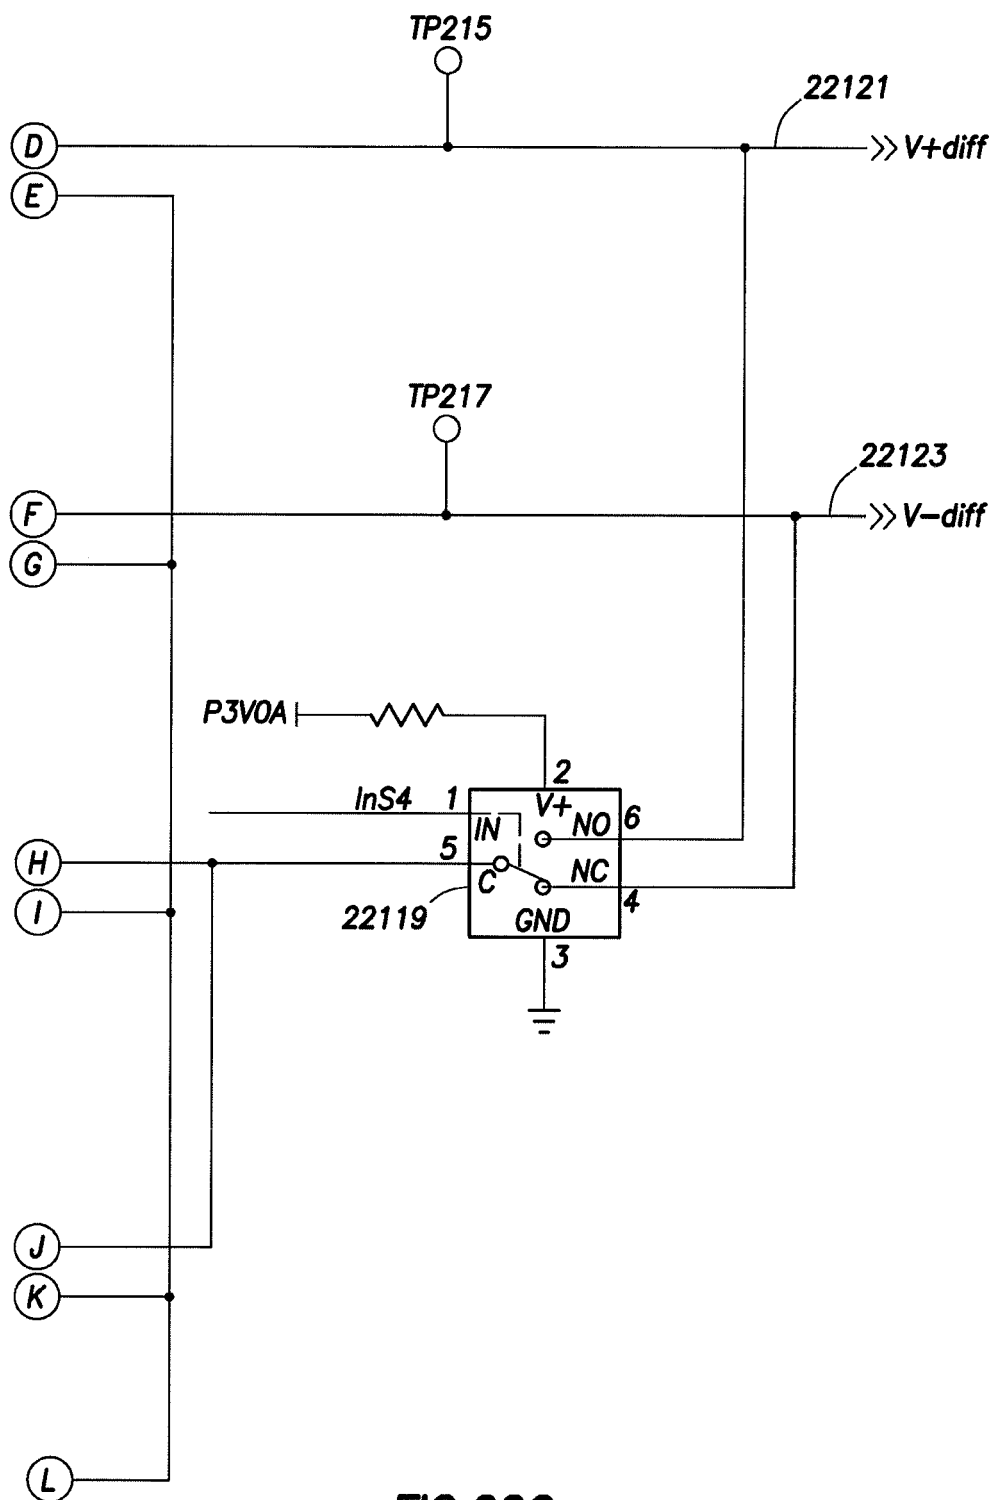 TP215
22121
D
V+diff
E
TP217
22123
F
V-diff
G
P3V0A
2
InS4 1 V+ 6
IN NO
H 5
C NC
I 22119 GND 4
3
J
K
L